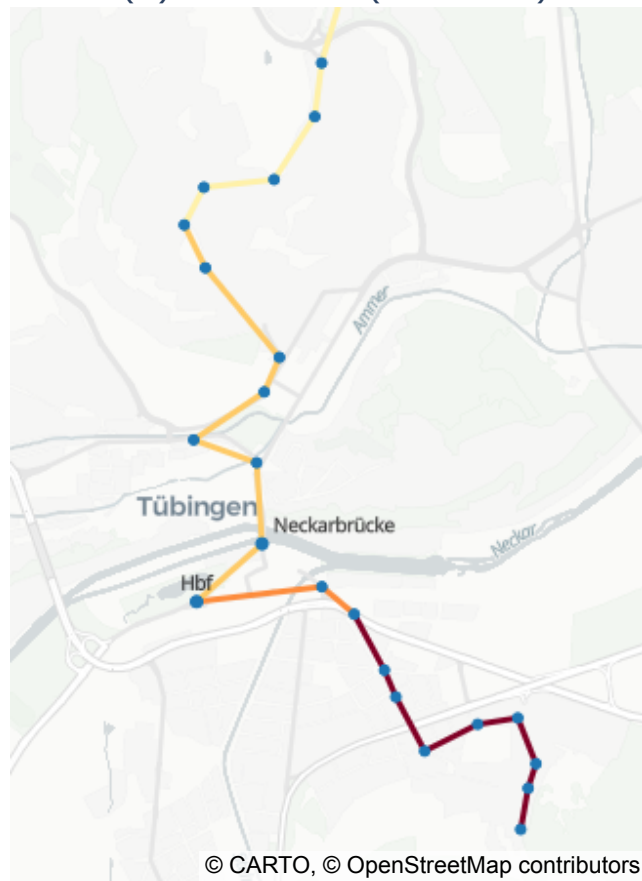 Ammer
Tübingen
Neckarbrücke
Neckar
Hbf
© CARTO, © OpenStreetMap contributors